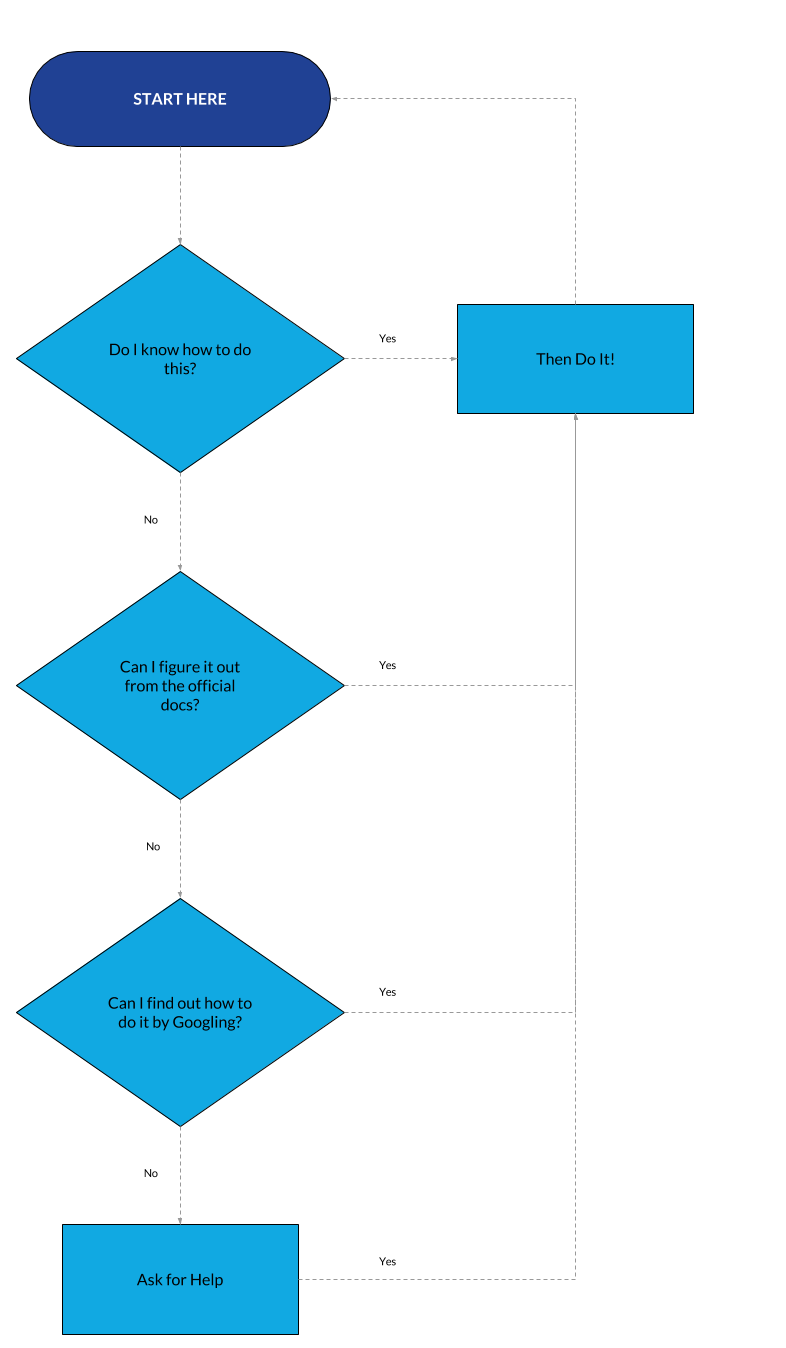 START HERE
Do I know how to do
this?
Yes
Then Do It!
No
Can I figure it out
from the official
docs?
Yes
No
Can I find out how to
do it by Googling?
Yes
No
Ask for Help
Yes